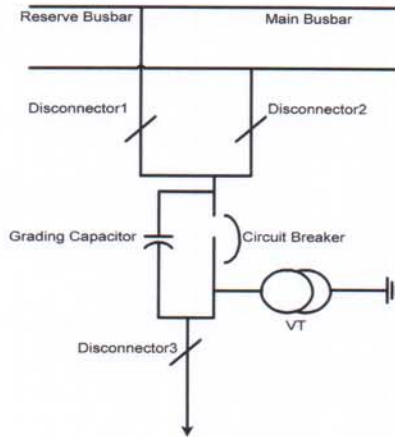 Reserve Busbar
Main Busbar
Disconnector1
Disconnector2
Grading Capacitor
Circuit Breaker
VT
Disconnector3